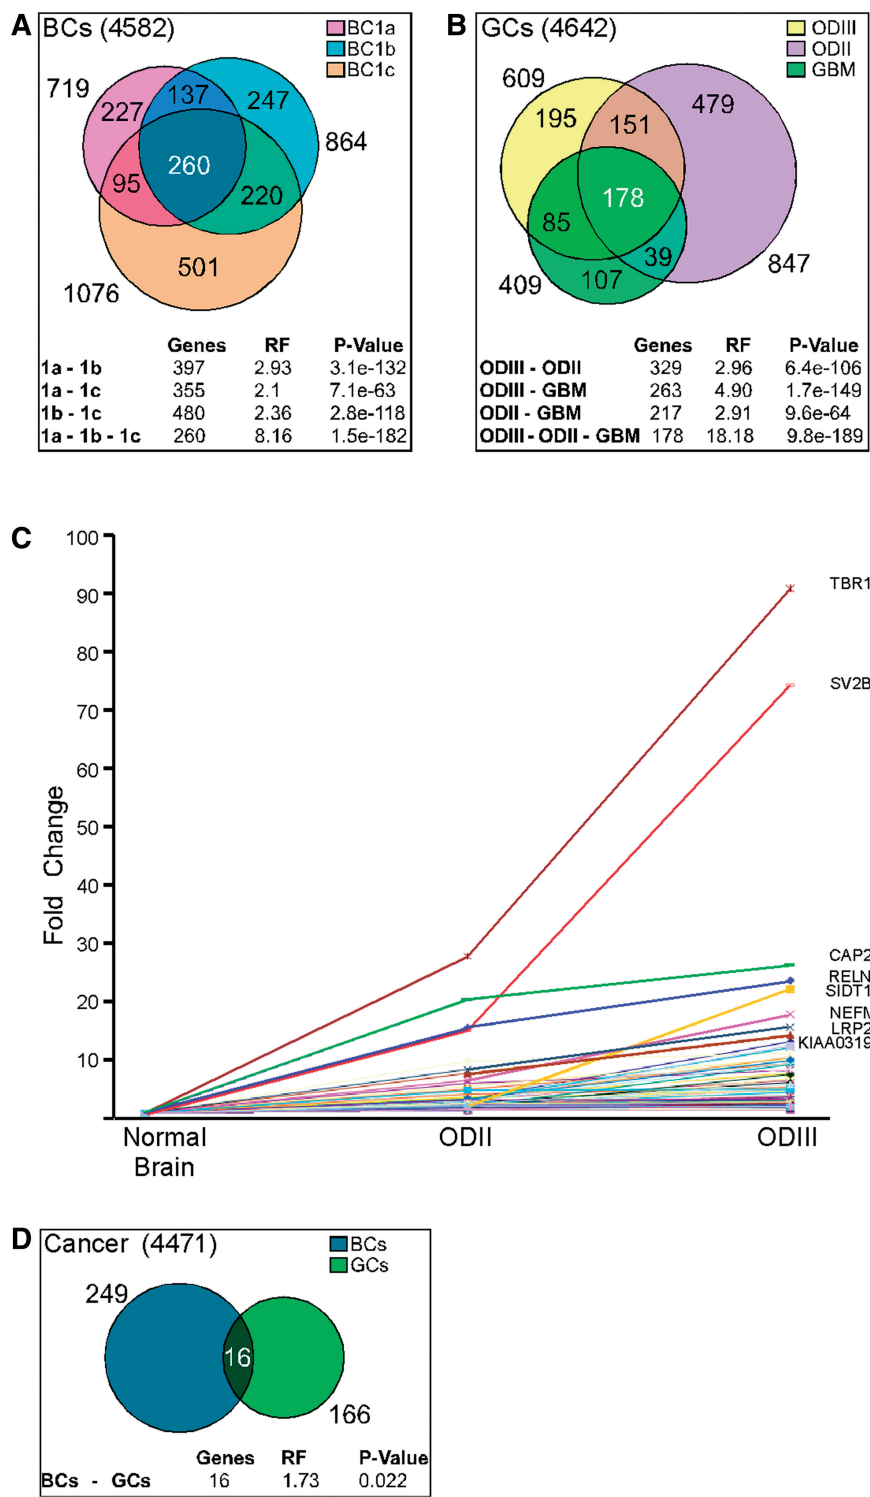 A
BCs (4582)
BC1a
BC1b
BC1c
719
227
137
247
864
260
95
220
501
1076
Genes RF P-Value
1a - 1b 397 2.93 3.1e-132
1a - 1c 355 2.1 7.1e-63
1b - 1c 480 2.36 2.8e-118
1a - 1b - 1c 260 8.16 1.5e-182
B
GCs (4642)
ODIII
ODII
GBM
609
195
151
479
178
85
39
847
107
409
Genes RF P-Value
ODIII - ODII 329 2.96 6.4e-106
ODIII - GBM 263 4.90 1.7e-149
ODII - GBM 217 2.91 9.6e-64
ODIII - ODII - GBM 178 18.18 9.8e-189
C
Fold Change
100
90
80
70
60
50
40
30
20
10
TBR1
SV2B
CAP2
RELN
SIDT1
NEFM
LRP2
KIAA0319
Normal Brain
ODII
ODIII
D
Cancer (4471)
BCs
GCs
249
16
166
Genes RF P-Value
BCs - GCs 16 1.73 0.022